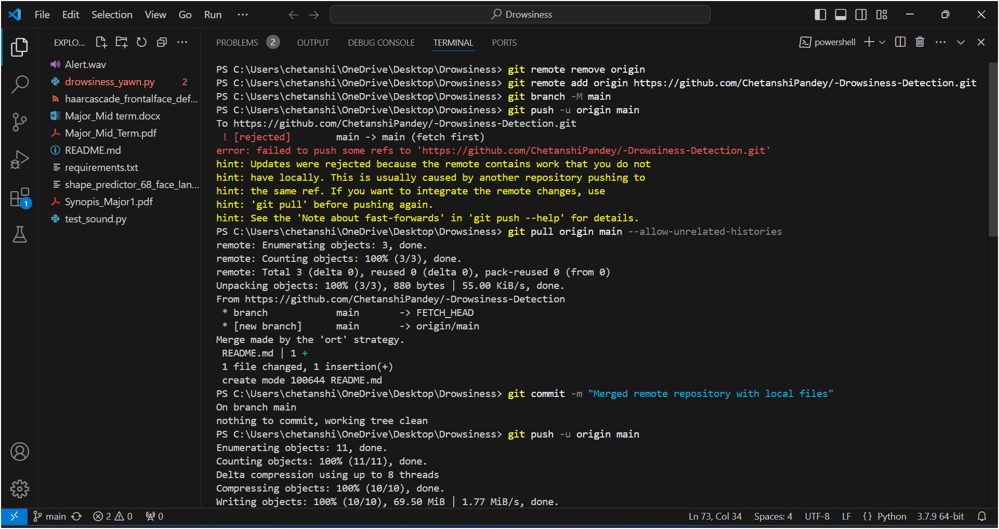 File Edit Selection View Go Run ··· Drowsiness
EXPLO... PROBLEMS 2 OUTPUT DEBUG CONSOLE TERMINAL PORTS powershell
Alert.wav
drowsiness_yawn.py 2
haarcascade_frontalface_def...
Major_Mid term.docx
Major_Mid_Term.pdf
README.md
requirements.txt
shape_predictor_68_face_lan...
Synopis_Major1.pdf
test_sound.py
1
PS C:\Users\chetanshi\OneDrive\Desktop\Drowsiness> git remote remove origin
PS C:\Users\chetanshi\OneDrive\Desktop\Drowsiness> git remote add origin https://github.com/ChetanshiPandey/-Drowsiness-Detection.git
PS C:\Users\chetanshi\OneDrive\Desktop\Drowsiness> git branch -M main
PS C:\Users\chetanshi\OneDrive\Desktop\Drowsiness> git push -u origin main
To https://github.com/ChetanshiPandey/-Drowsiness-Detection.git
 ! [rejected]        main -> main (fetch first)
error: failed to push some refs to 'https://github.com/ChetanshiPandey/-Drowsiness-Detection.git'
hint: Updates were rejected because the remote contains work that you do not
hint: have locally. This is usually caused by another repository pushing to
hint: the same ref. If you want to integrate the remote changes, use
hint: 'git pull' before pushing again.
hint: See the 'Note about fast-forwards' in 'git push --help' for details.
PS C:\Users\chetanshi\OneDrive\Desktop\Drowsiness> git pull origin main --allow-unrelated-histories
remote: Enumerating objects: 3, done.
remote: Counting objects: 100% (3/3), done.
remote: Total 3 (delta 0), reused 0 (delta 0), pack-reused 0 (from 0)
Unpacking objects: 100% (3/3), 880 bytes | 55.00 KiB/s, done.
From https://github.com/ChetanshiPandey/-Drowsiness-Detection
 * branch            main       -> FETCH_HEAD
 * [new branch]      main       -> origin/main
Merge made by the 'ort' strategy.
 README.md | 1 +
 1 file changed, 1 insertion(+)
 create mode 100644 README.md
PS C:\Users\chetanshi\OneDrive\Desktop\Drowsiness> git commit -m "Merged remote repository with local files"
On branch main
nothing to commit, working tree clean
PS C:\Users\chetanshi\OneDrive\Desktop\Drowsiness> git push -u origin main
Enumerating objects: 11, done.
Counting objects: 100% (11/11), done.
Delta compression using up to 8 threads
Compressing objects: 100% (10/10), done.
Writing objects: 100% (10/10), 69.50 MiB | 1.77 MiB/s, done.
main 2 0 0 Ln 73, Col 34 Spaces: 4 UTF-8 LF {} Python 3.7.9 64-bit